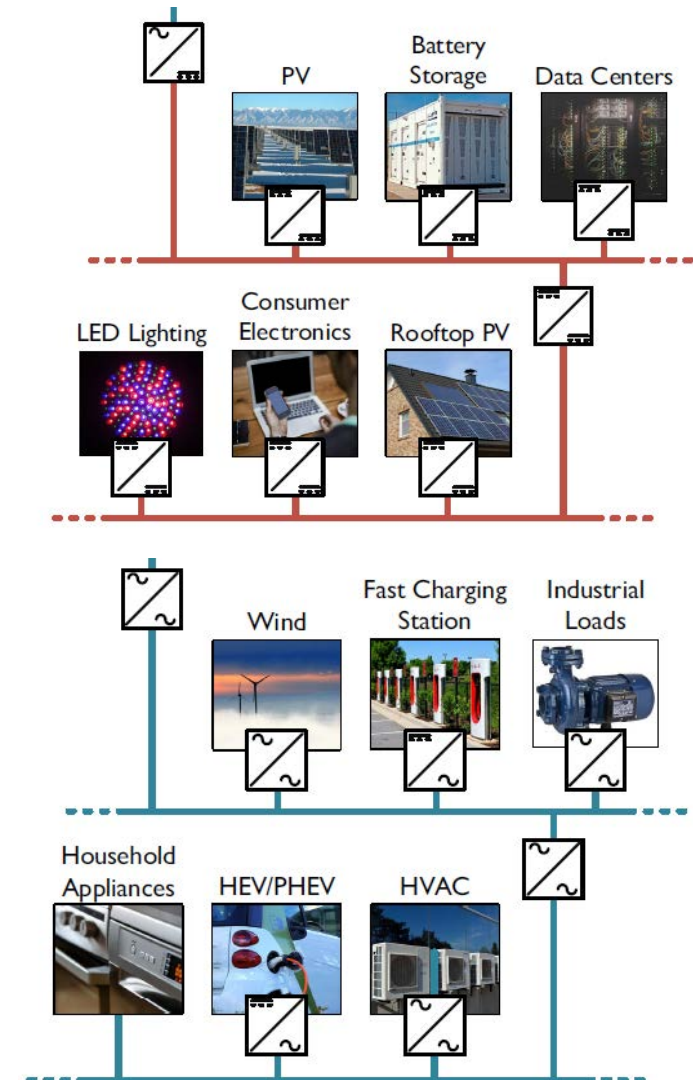 Battery
Storage
PV
Data Centers
Consumer
Electronics
LED Lighting
Rooftop PV
Fast Charging
Station
Industrial
Loads
Wind
Household
Appliances
HEV/PHEV
HVAC